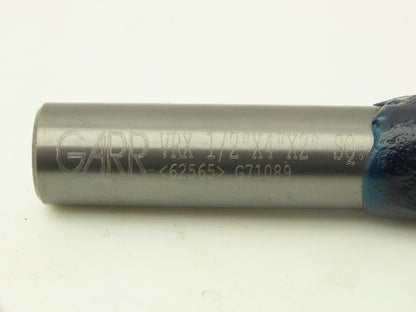 GARR VRX 1/2"X4"X2" SQ.
<62565> G71089